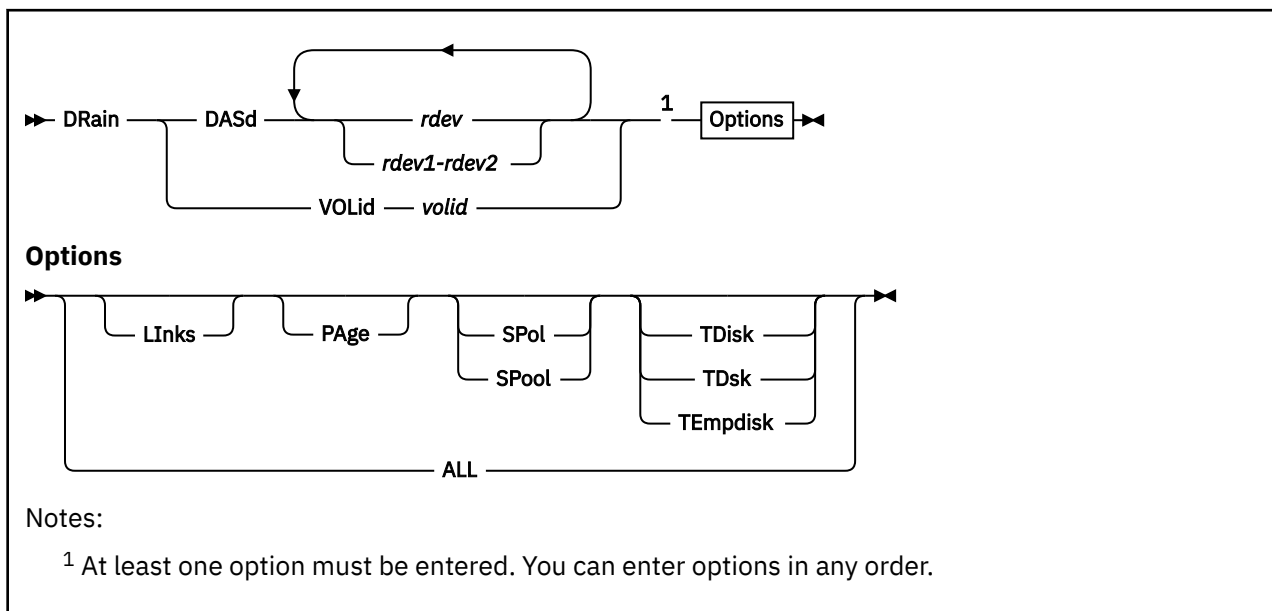 DRain DASd rdev 1 Options
rdev1-rdev2
VOLid volid
Options
LInks PAge SPol TDisk
SPool TDsk
TEmpdisk
ALL
Notes:
1 At least one option must be entered. You can enter options in any order.